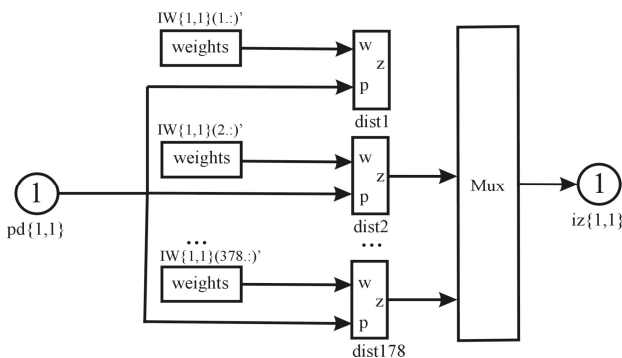 IW{1,1}(1.:)’
weights
w
z
p
dist1
IW{1,1}(2.:)’
weights
w
z
p
dist2
1
pd{1,1}
Mux
1
iz{1,1}
...
...
IW{1,1}(378.:)’
weights
w
z
p
dist178